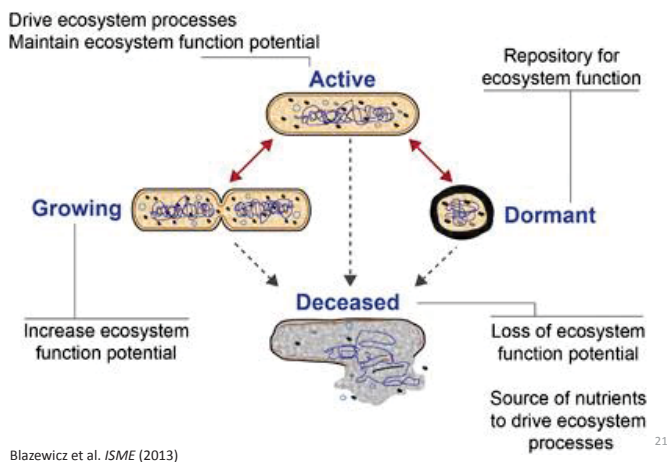 Drive ecosystem processes
Maintain ecosystem function potential
Active
Repository for
ecosystem function
Growing
Dormant
Deceased
Increase ecosystem
function potential
Loss of ecosystem
function potential
Source of nutrients
to drive ecosystem
processes
21
Blazewicz et al. ISME (2013)